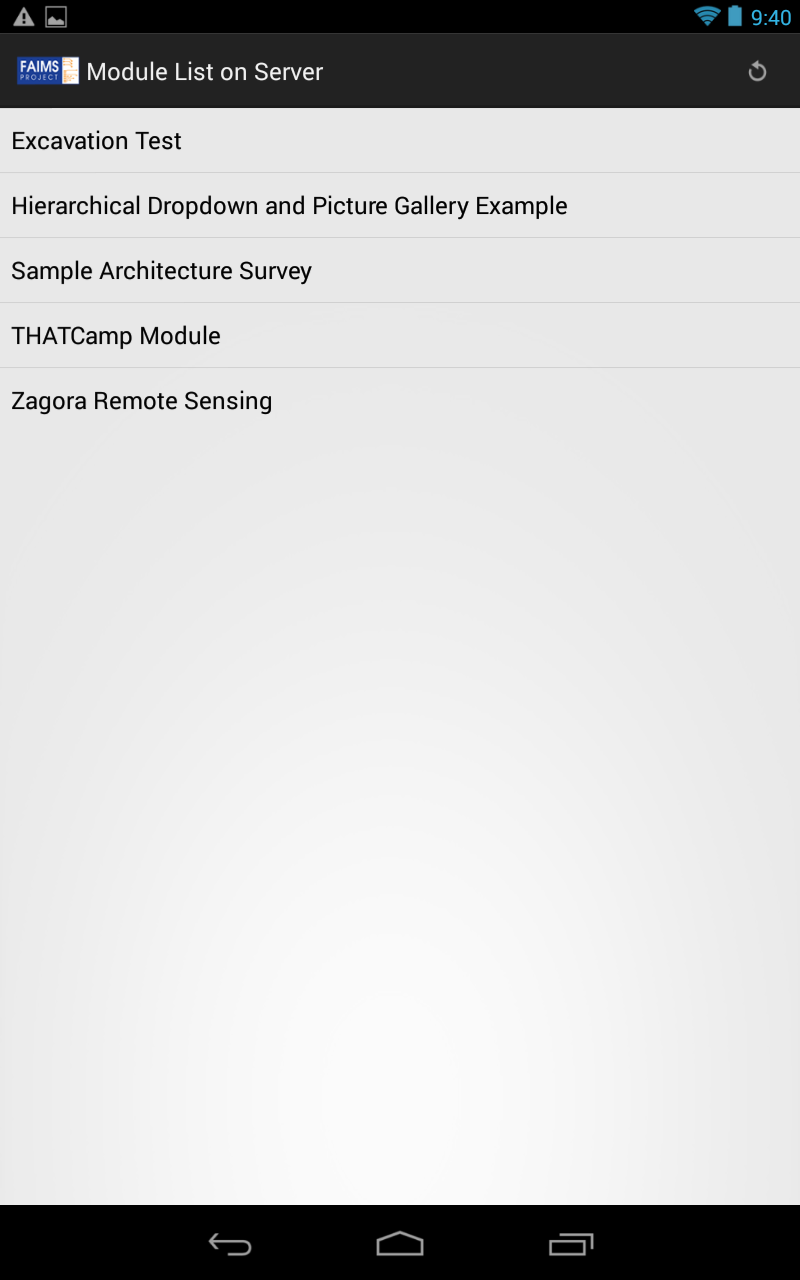 9:40
FAIMS
PROJECT
Module List on Server
Excavation Test
Hierarchical Dropdown and Picture Gallery Example
Sample Architecture Survey
THATCamp Module
Zagora Remote Sensing